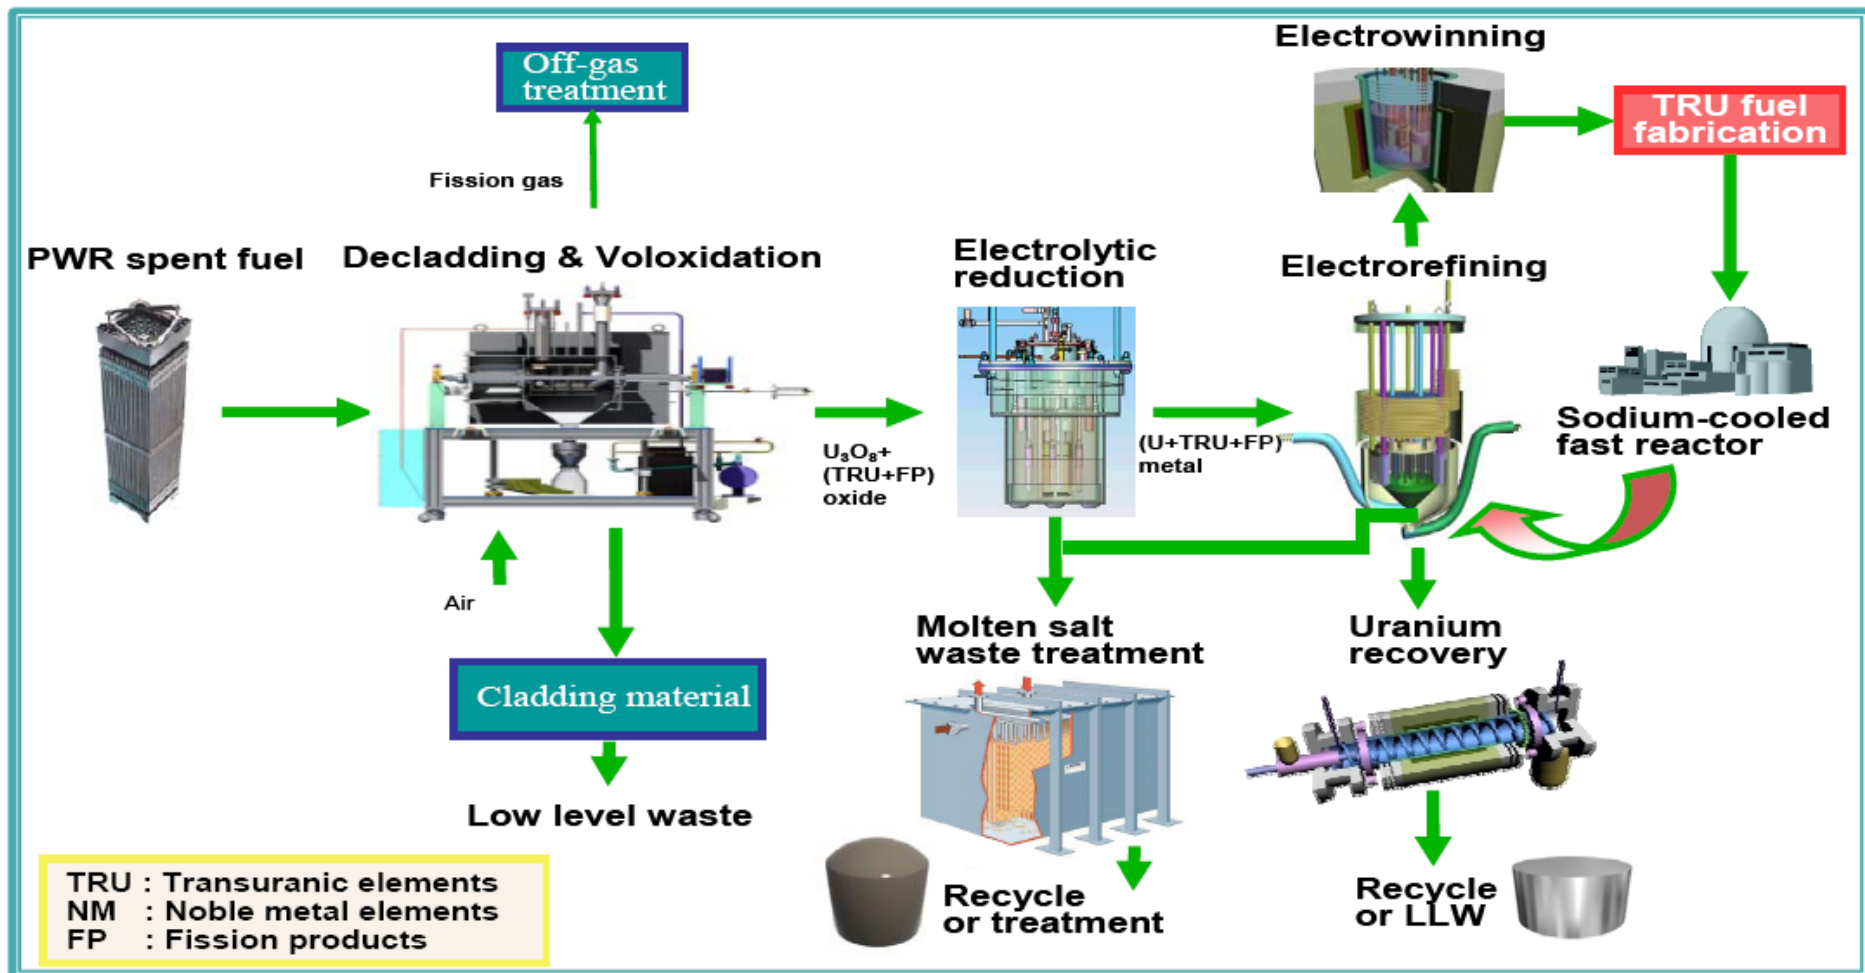 Electrowinning
Off-gas
treatment
TRU fuel
fabrication
Fission gas
PWR spent fuel
Decladding & Voloxidation
Electrolytic
reduction
Electrorefining
Sodium-cooled
fast reactor
U₃O₈+
(TRU+FP)
oxide
(U+TRU+FP)
metal
Air
Molten salt
waste treatment
Uranium
recovery
Cladding material
Low level waste
Recycle
or treatment
Recycle
or LLW
TRU : Transuranic elements
NM : Noble metal elements
FP : Fission products